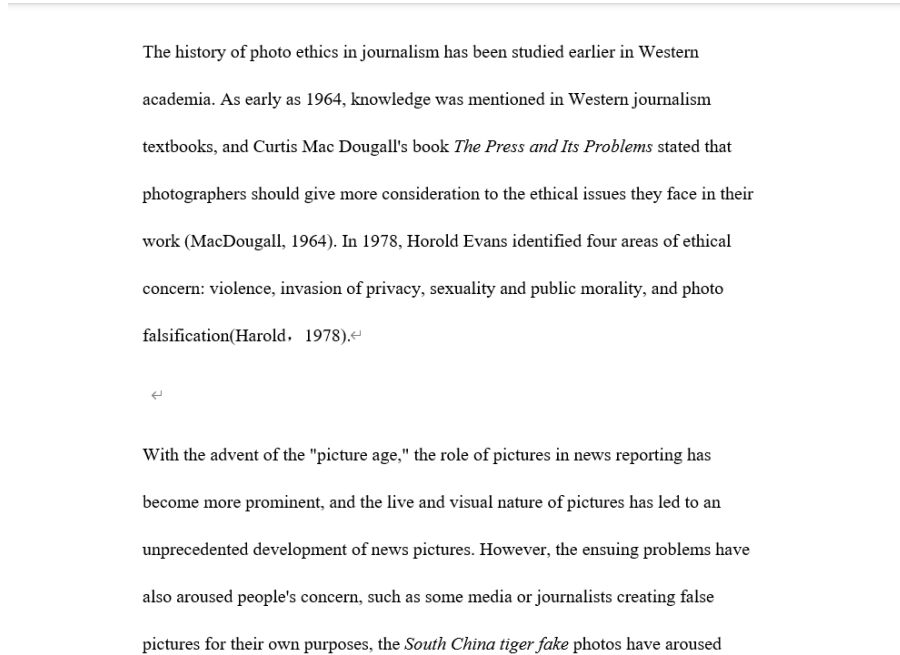 The history of photo ethics in journalism has been studied earlier in Western
academia. As early as 1964, knowledge was mentioned in Western journalism
textbooks, and Curtis Mac Dougall's book The Press and Its Problems stated that
photographers should give more consideration to the ethical issues they face in their
work (MacDougall, 1964). In 1978, Horold Evans identified four areas of ethical
concern: violence, invasion of privacy, sexuality and public morality, and photo
falsification(Harold，1978).↵
↵
With the advent of the "picture age," the role of pictures in news reporting has
become more prominent, and the live and visual nature of pictures has led to an
unprecedented development of news pictures. However, the ensuing problems have
also aroused people's concern, such as some media or journalists creating false
pictures for their own purposes, the South China tiger fake photos have aroused